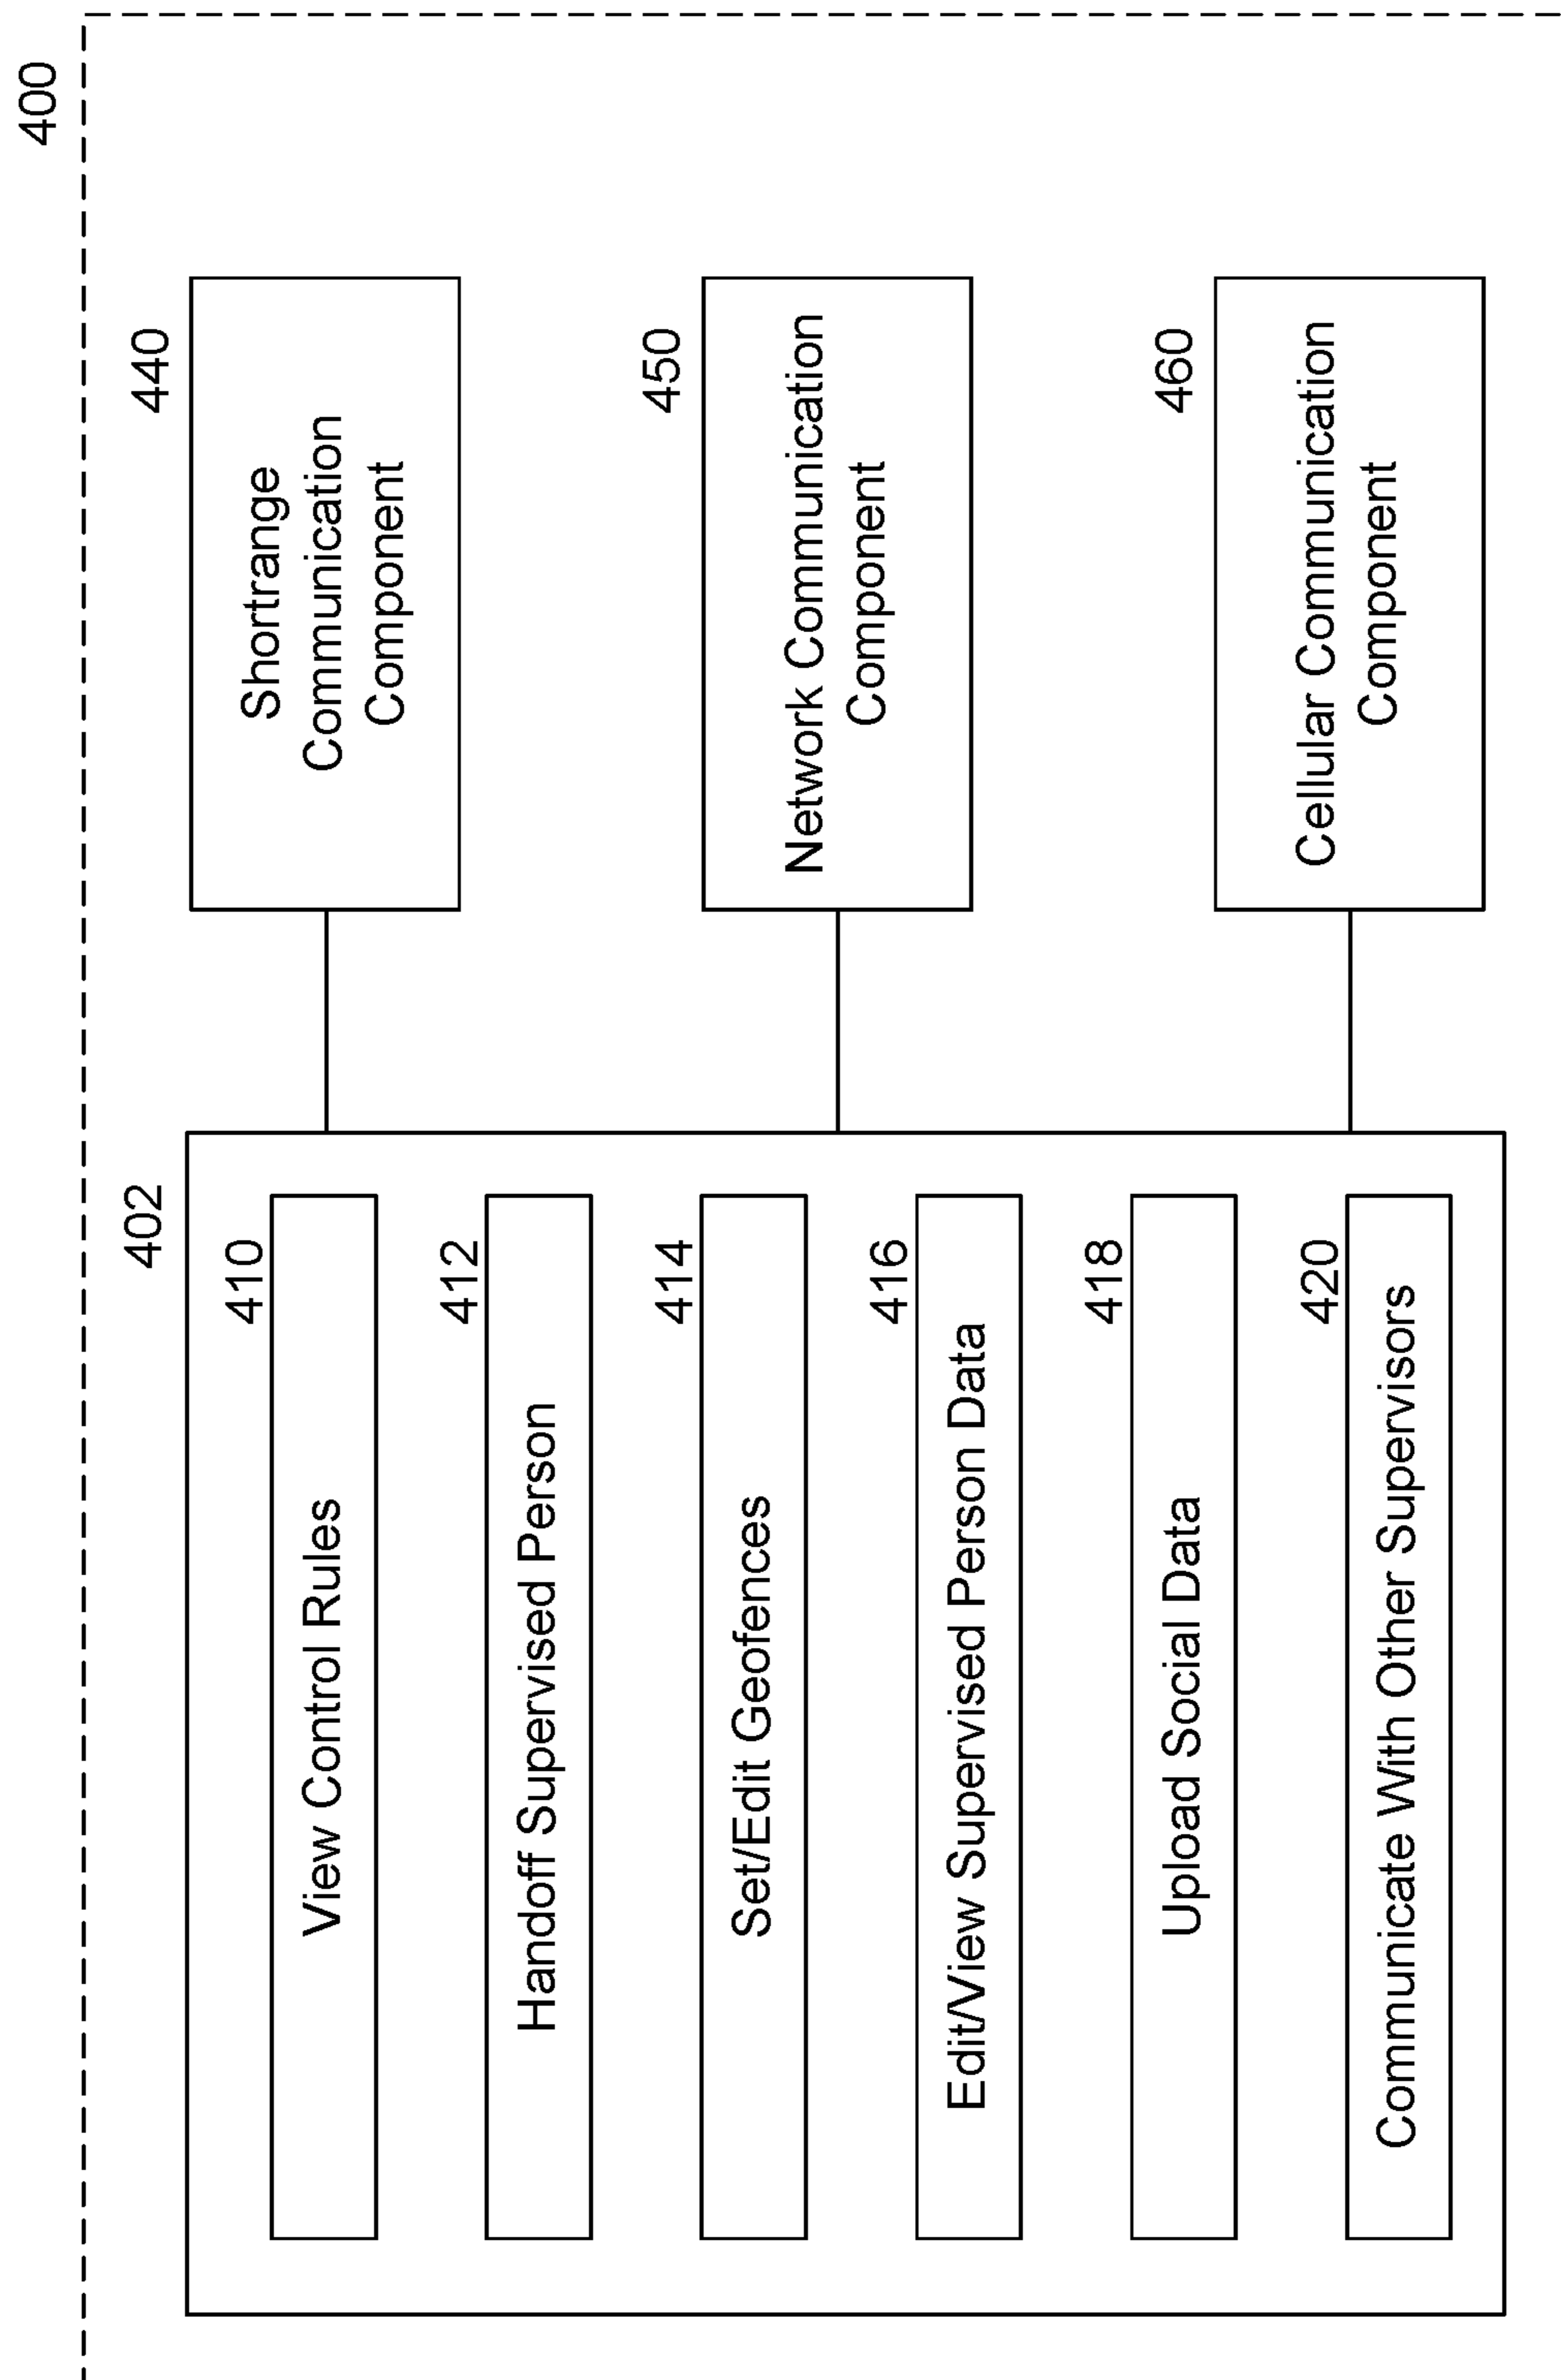 400
402
410
View Control Rules
412
Handoff Supervised Person
414
Set/Edit Geofences
416
Edit/View Supervised Person Data
418
Upload Social Data
420
Communicate With Other Supervisors
440
Shortrange
Communication
Component
450
Network Communication
Component
460
Cellular Communication
Component